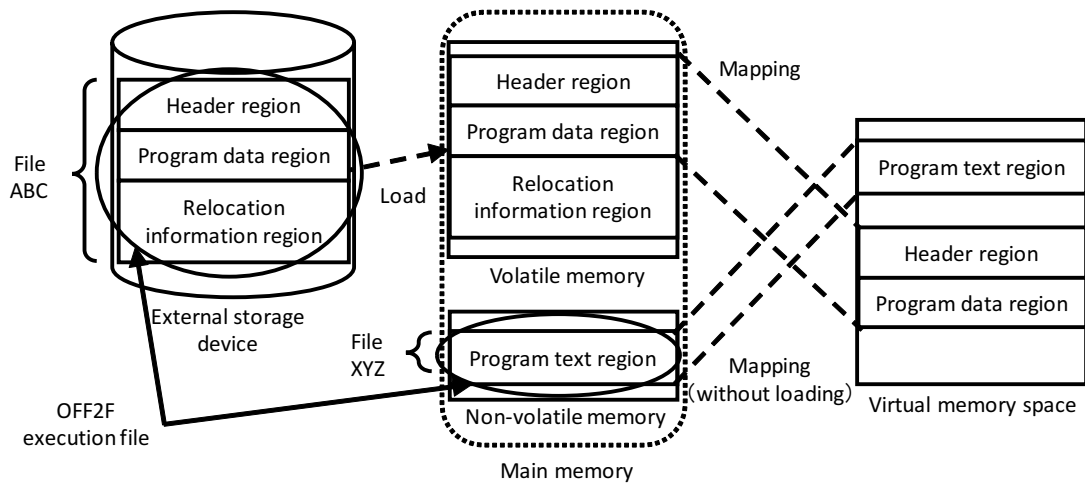 File
ABC
Header region
Program data region
Relocation
information region
External storage
device
OFF2F
execution file
Load
Header region
Program data region
Relocation
information region
Volatile memory
File
XYZ
Program text region
Non-volatile memory
Main memory
Mapping
Mapping
(without loading)
Program text region
Header region
Program data region
Virtual memory space